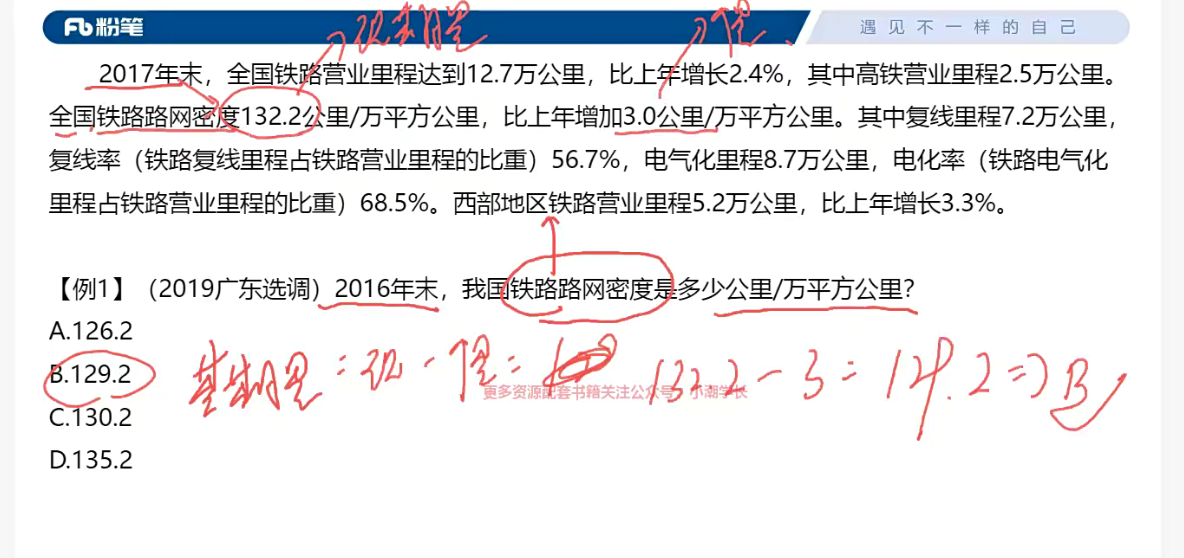 粉笔
遇见不一样的自己
现期量
增长量
2017年末，全国铁路营业里程达到12.7万公里，比上年增长2.4%，其中高铁营业里程2.5万公里。
全国铁路路网密度132.2公里/万平方公里，比上年增加3.0公里/万平方公里。其中复线里程7.2万公里，
复线率（铁路复线里程占铁路营业里程的比重）56.7%，电气化里程8.7万公里，电化率（铁路电气化
里程占铁路营业里程的比重）68.5%。西部地区铁路营业里程5.2万公里，比上年增长3.3%。
【例1】（2019广东选调）2016年末，我国铁路路网密度是多少公里/万平方公里？
A.126.2
B.129.2
基期量=现-增= 132.2-3=129.2=>B
更多资源配套书籍关注公众号：小潮学长
C.130.2
D.135.2